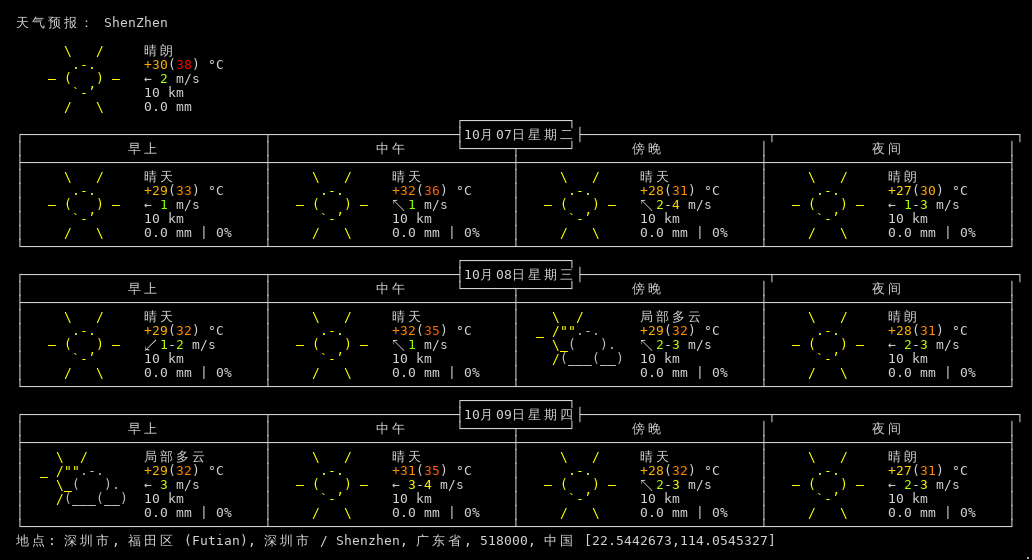 天气预报： ShenZhen
晴朗
+30(38) °C
← 2 m/s
10 km
0.0 mm
10月07日星期二
早上 中午 傍晚 夜间
晴天 晴天 晴天 晴朗
+29(33) °C +32(36) °C +28(31) °C +27(30) °C
← 1 m/s ↖ 1 m/s ↖ 2-4 m/s ← 1-3 m/s
10 km 10 km 10 km 10 km
0.0 mm | 0% 0.0 mm | 0% 0.0 mm | 0% 0.0 mm | 0%
10月08日星期三
早上 中午 傍晚 夜间
晴天 晴天 局部多云 晴朗
+29(32) °C +32(35) °C +29(32) °C +28(31) °C
↙ 1-2 m/s ↖ 1 m/s ↖ 2-3 m/s ← 2-3 m/s
10 km 10 km 10 km 10 km
0.0 mm | 0% 0.0 mm | 0% 0.0 mm | 0% 0.0 mm | 0%
10月09日星期四
早上 中午 傍晚 夜间
局部多云 晴天 晴天 晴朗
+29(32) °C +31(35) °C +28(32) °C +27(31) °C
← 3 m/s ← 3-4 m/s ↖ 2-3 m/s ← 2-3 m/s
10 km 10 km 10 km 10 km
0.0 mm | 0% 0.0 mm | 0% 0.0 mm | 0% 0.0 mm | 0%
地点: 深圳市, 福田区 (Futian), 深圳市 / Shenzhen, 广东省, 518000, 中国 [22.5442673,114.0545327]